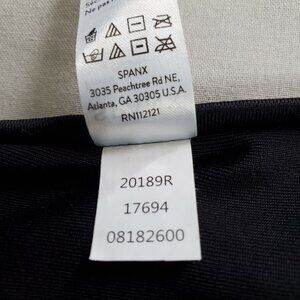 SPANX
3035 Peachtree Rd NE,
Atlanta, GA 30305 U.S.A.
RN112121
20189R
17694
08182600